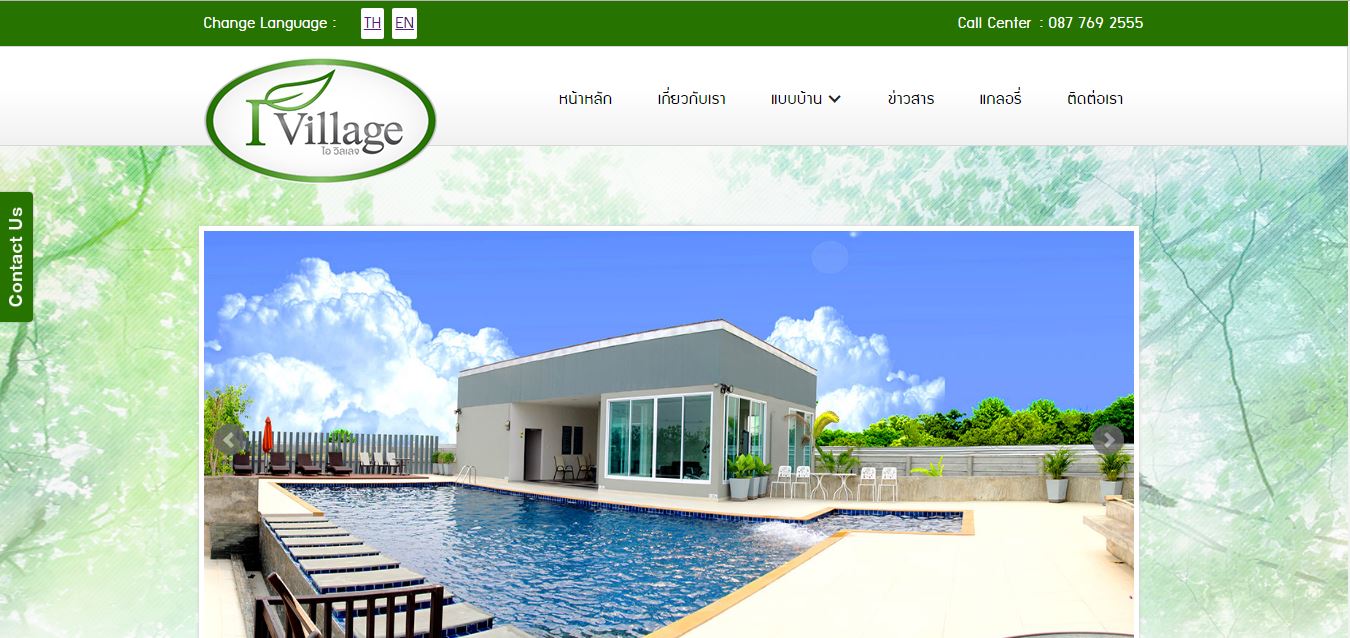 Change Language : TH EN Call Center : 087 769 2555
I Village
ไอ วิลเลจ
หน้าหลัก เกี่ยวกับเรา แบบบ้าน ข่าวสาร แกลอรี่ ติดต่อเรา
Contact Us